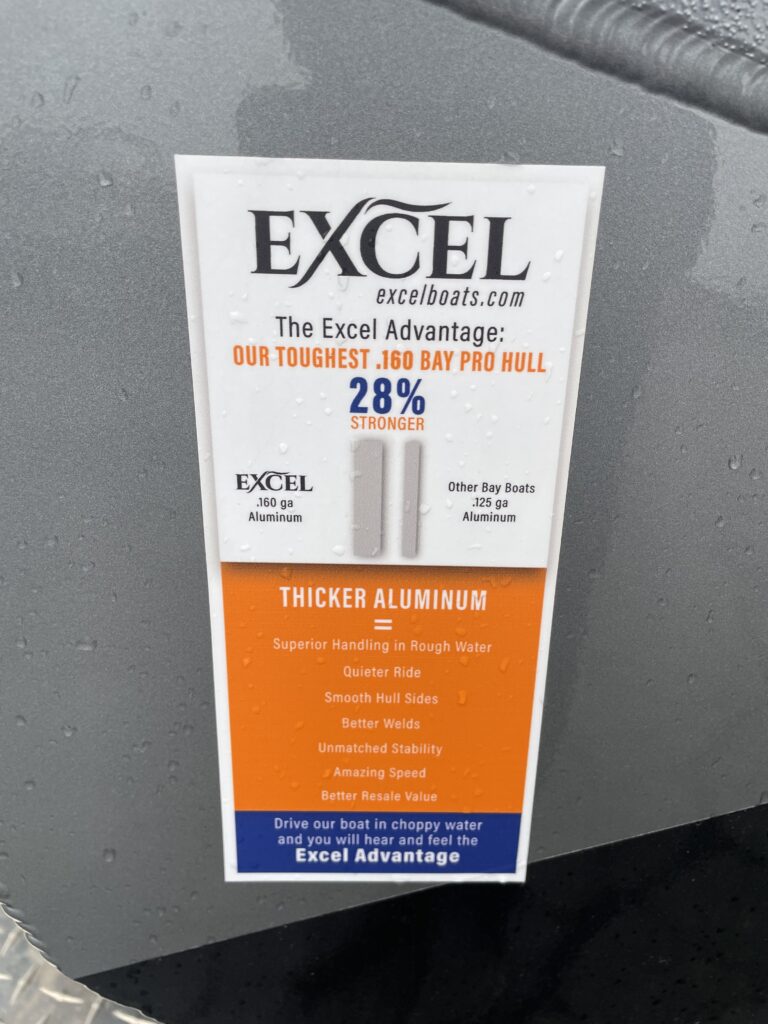 EXCEL
excelboats.com
The Excel Advantage:
OUR TOUGHEST .160 BAY PRO HULL
28%
STRONGER
EXCEL
.160 ga
Aluminum
Other Bay Boats
.125 ga
Aluminum
THICKER ALUMINUM
=
Superior Handling in Rough Water
Quieter Ride
Smooth Hull Sides
Better Welds
Unmatched Stability
Amazing Speed
Better Resale Value
Drive our boat in choppy water
and you will hear and feel the
Excel Advantage